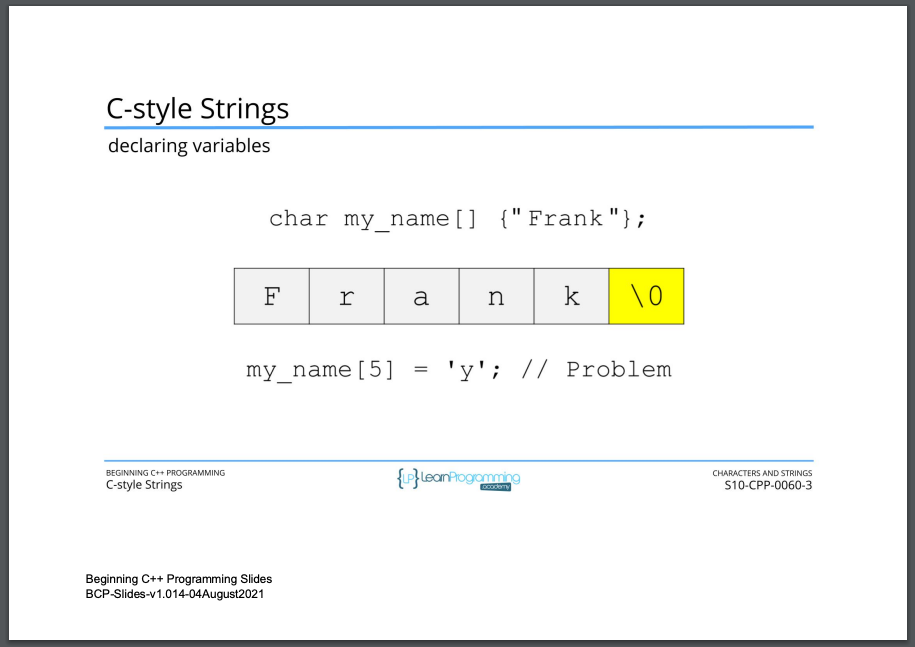 C-style Strings
declaring variables
char my_name[] {"Frank"};
F r a n k \0
my_name[5] = 'y'; // Problem
BEGINNING C++ PROGRAMMING
C-style Strings
{LP} LearnProgramming
academy
CHARACTERS AND STRINGS
S10-CPP-0060-3
Beginning C++ Programming Slides
BCP-Slides-v1.014-04August2021